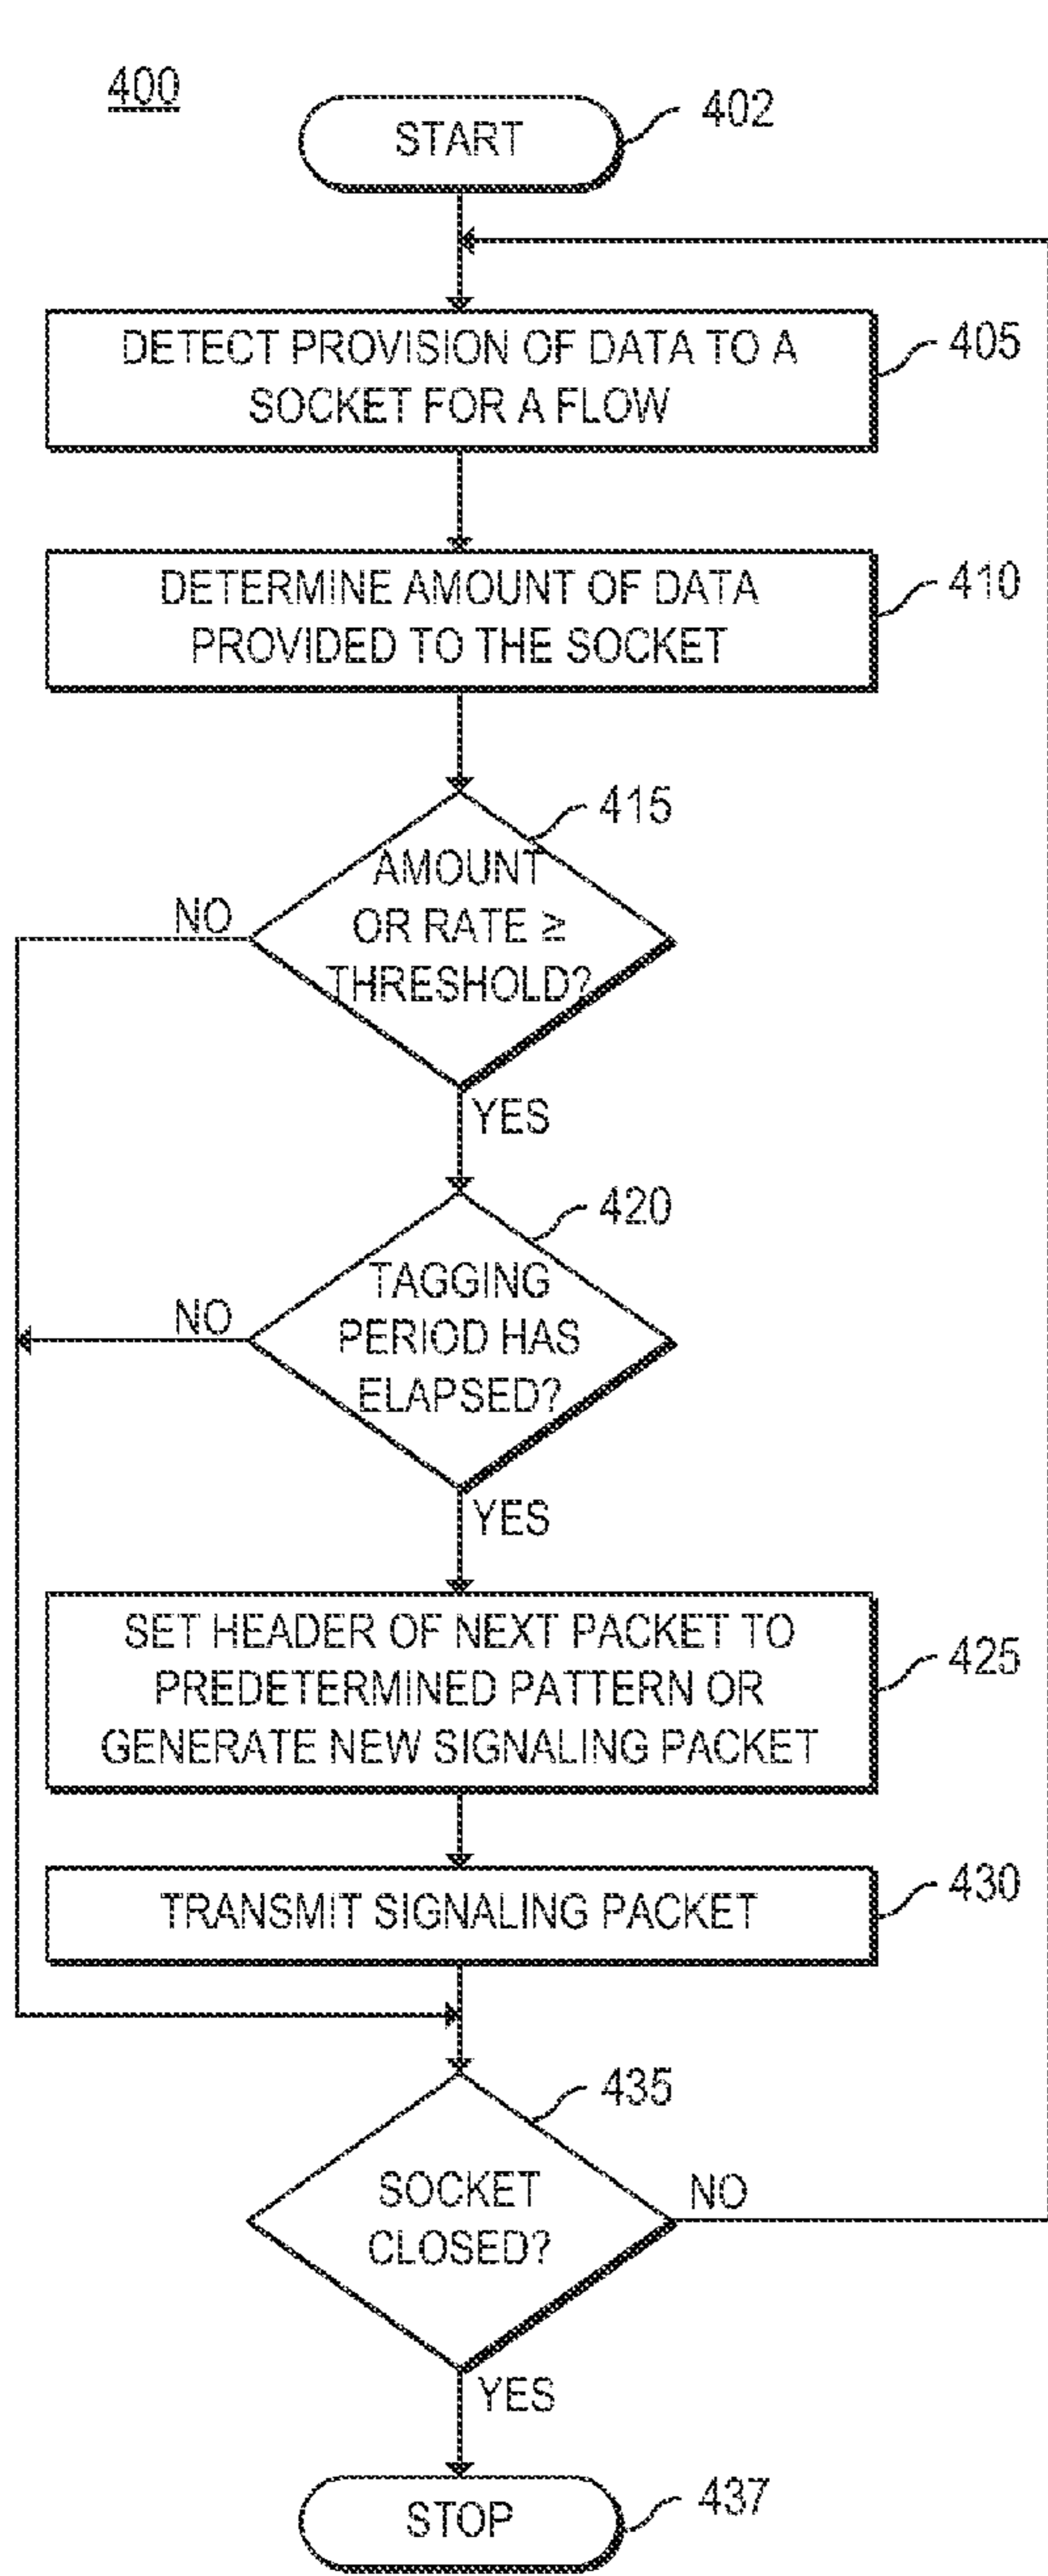 400
START
402
DETECT PROVISION OF DATA TO A
SOCKET FOR A FLOW
405
DETERMINE AMOUNT OF DATA
PROVIDED TO THE SOCKET
410
415
AMOUNT
OR RATE ≥
THRESHOLD?
NO
YES
420
TAGGING
PERIOD HAS
ELAPSED?
NO
YES
SET HEADER OF NEXT PACKET TO
PREDETERMINED PATTERN OR
GENERATE NEW SIGNALING PACKET
425
TRANSMIT SIGNALING PACKET
430
435
SOCKET
CLOSED?
NO
YES
STOP
437